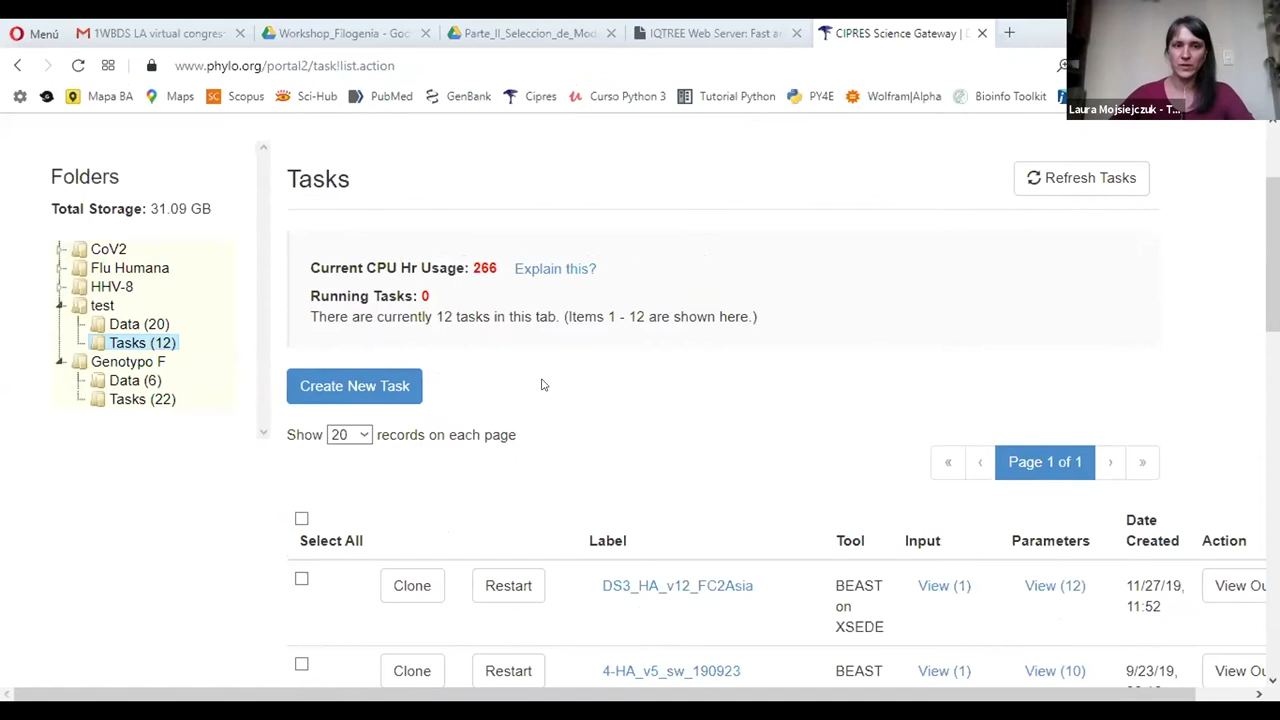 Menú
1WBDS LA virtual congres
Workshop_Filogenia - Goo
Parte_II_Seleccion_de_Mod
IQTREE Web Server: Fast a
CIPRES Science Gateway |
www.phylo.org/portal2/task!list.action
Mapa BA
Maps
SC Scopus
Sci-Hub
PubMed
GenBank
Cipres
Curso Python 3
Tutorial Python
PY4E
Wolfram|Alpha
Bioinfo Toolkit
Laura Mojsiejczuk - T...
Folders
Total Storage: 31.09 GB
CoV2
Flu Humana
HHV-8
test
Data (20)
Tasks (12)
Genotypo F
Data (6)
Tasks (22)
Tasks
Refresh Tasks
Current CPU Hr Usage: 266 Explain this?
Running Tasks: 0
There are currently 12 tasks in this tab. (Items 1 - 12 are shown here.)
Create New Task
Show 20 records on each page
« ‹ Page 1 of 1 › »
Select All
Label
Tool
Input
Parameters
Date
Created
Action
Clone
Restart
DS3_HA_v12_FC2Asia
BEAST
on
XSEDE
View (1)
View (12)
11/27/19,
11:52
View Ou
Clone
Restart
4-HA_v5_sw_190923
BEAST
View (1)
View (10)
9/23/19,
View Ou